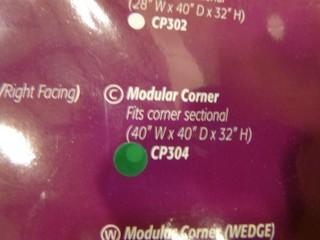 (28" W x 40" D x 32" H)
CP302
/Right Facing)
Ⓒ Modular Corner
Fits corner sectional
(40" W x 40" D x 32" H)
CP304
Ⓦ Modular Corner (WEDGE)